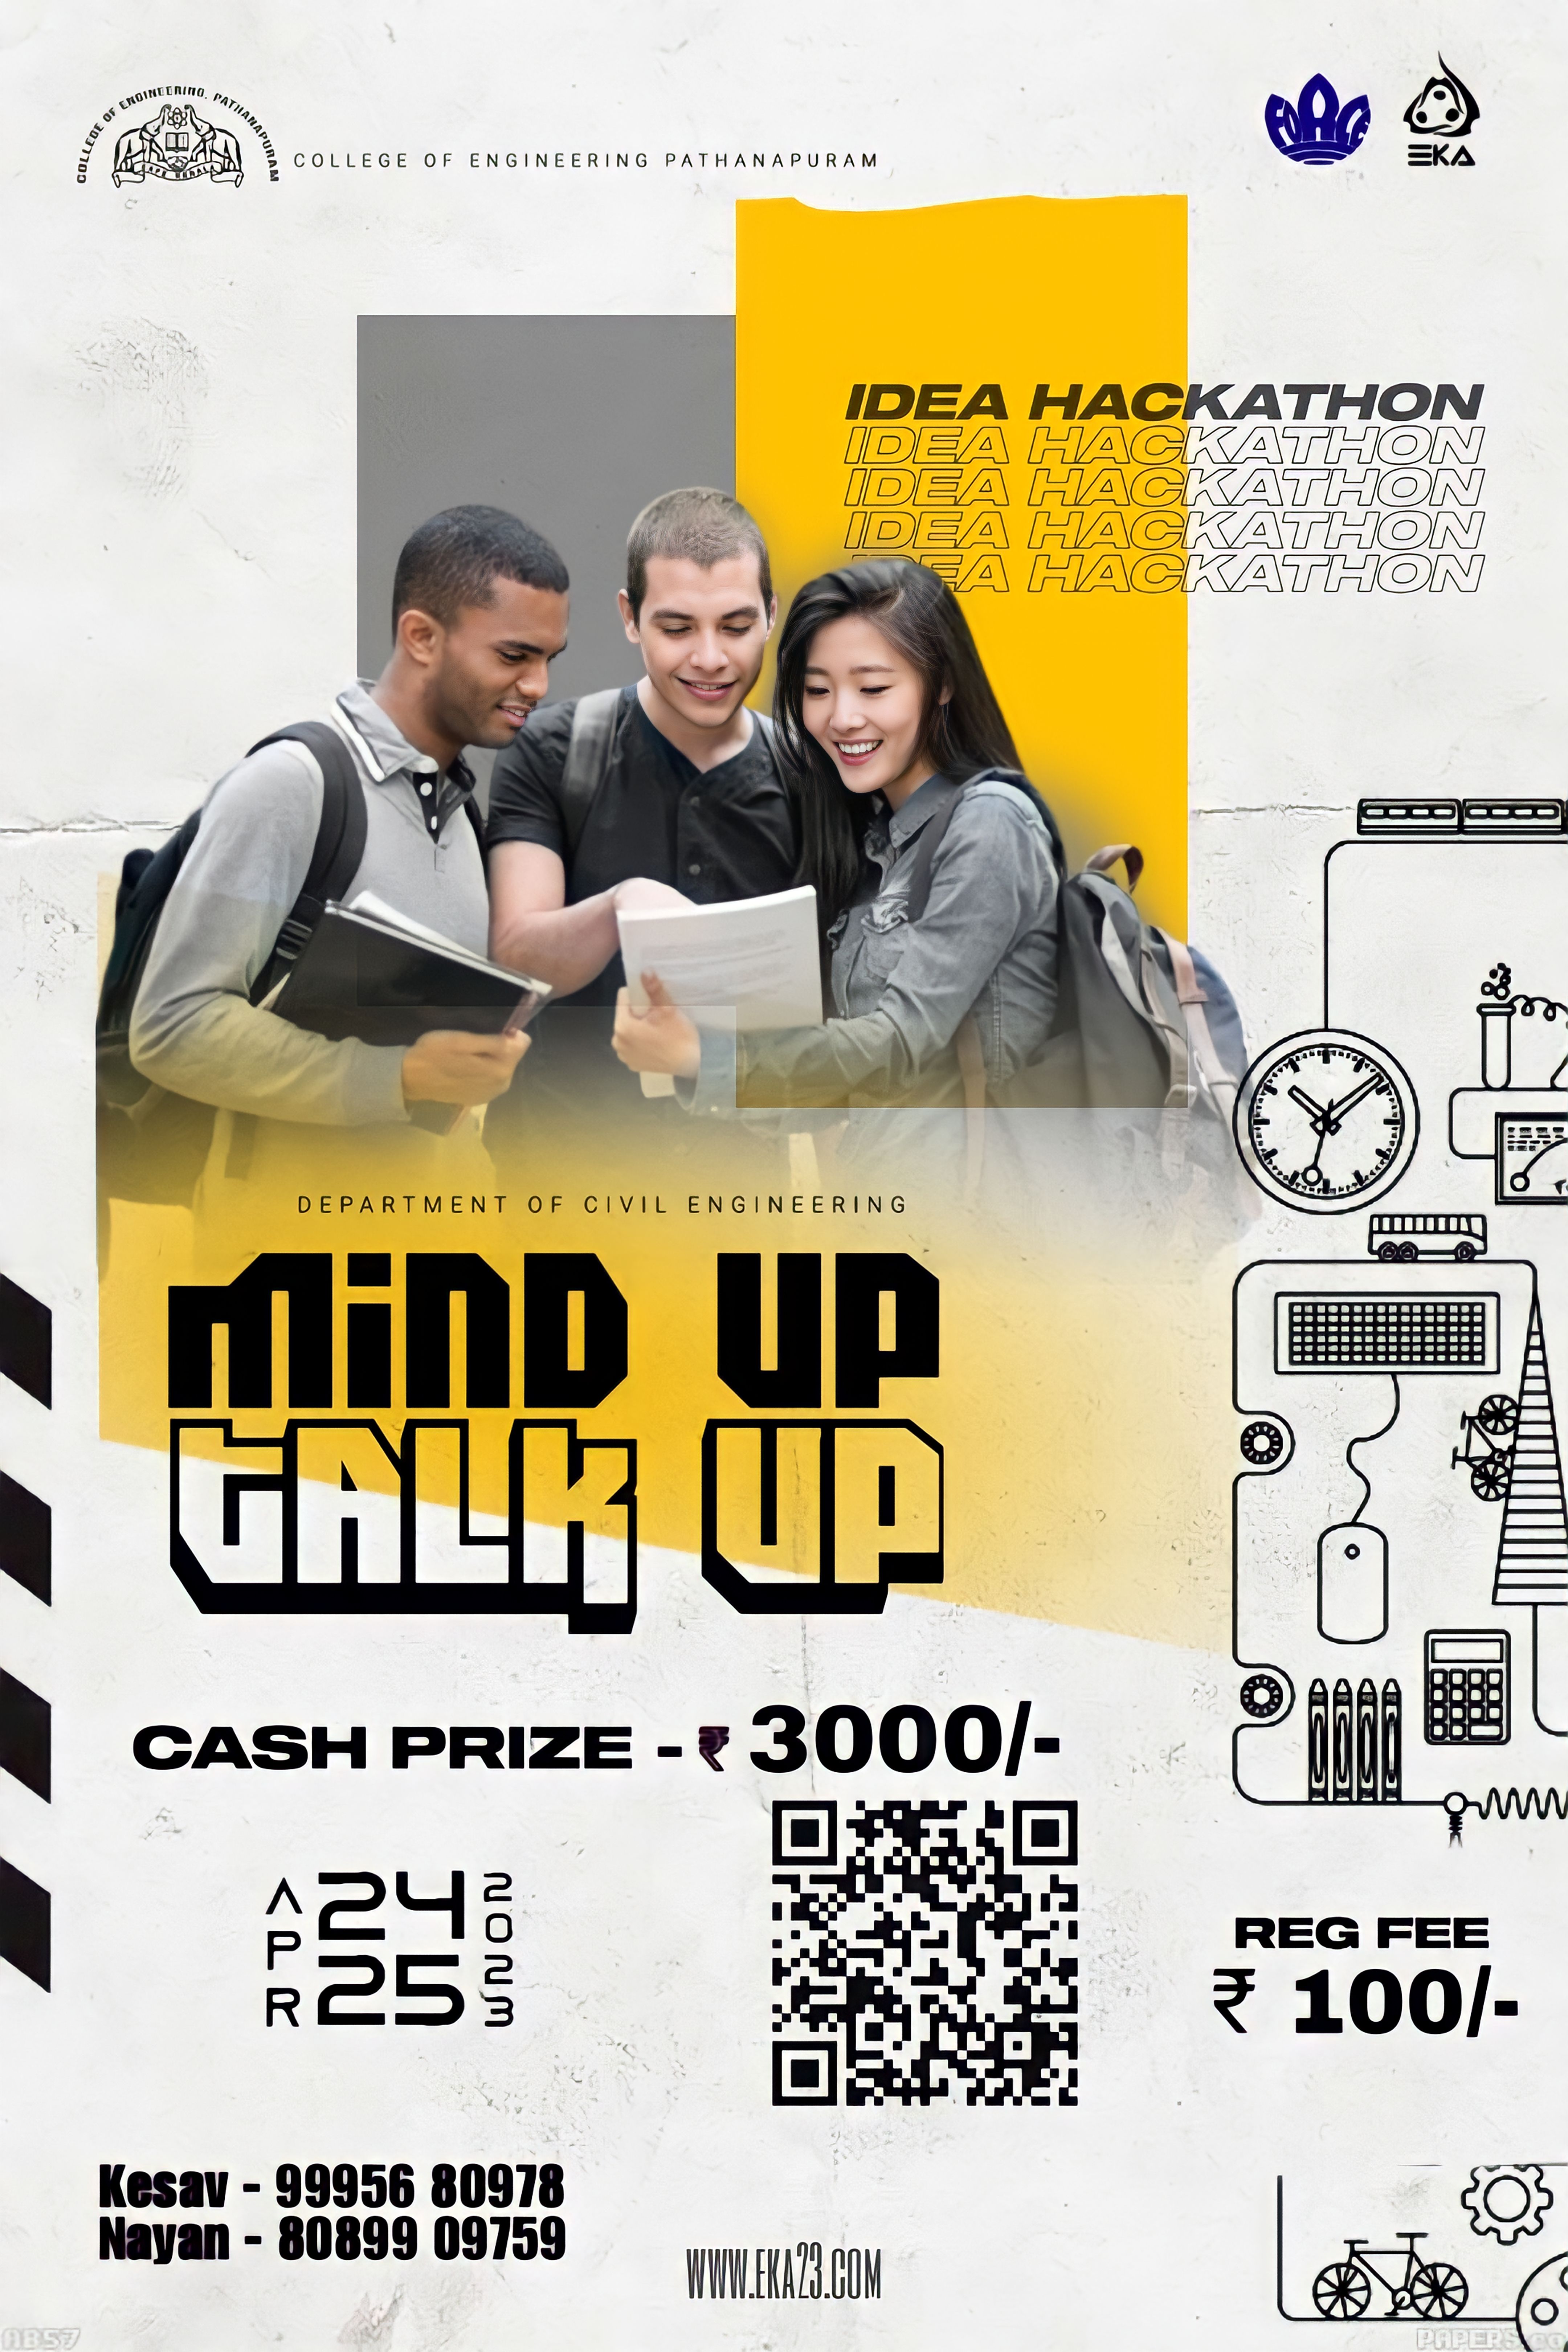 COLLEGE OF ENGINEERING, PATHANAPURAM
COLLEGE OF ENGINEERING PATHANAPURAM
FORCE
EKA
IDEA HACKATHON
IDEA HACKATHON
IDEA HACKATHON
IDEA HACKATHON
IDEA HACKATHON
DEPARTMENT OF CIVIL ENGINEERING
MiND UP
tALK UP
CASH PRIZE - ₹ 3000/-
APR 24 25 2023
REG FEE
₹ 100/-
Kesav - 99956 80978
Nayan - 80899 09759
WWW.EKA23.COM
AB57